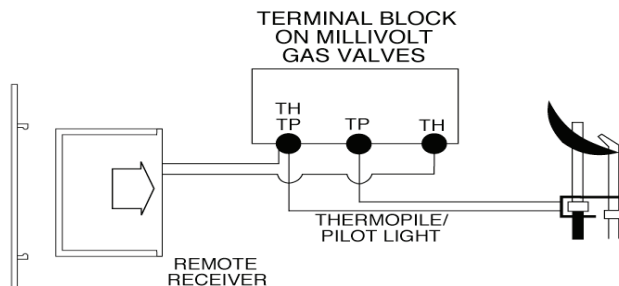 TERMINAL BLOCK
ON MILLIVOLT
GAS VALVES
TH
TP
TP
TH
THERMOPILE/
PILOT LIGHT
REMOTE
RECEIVER